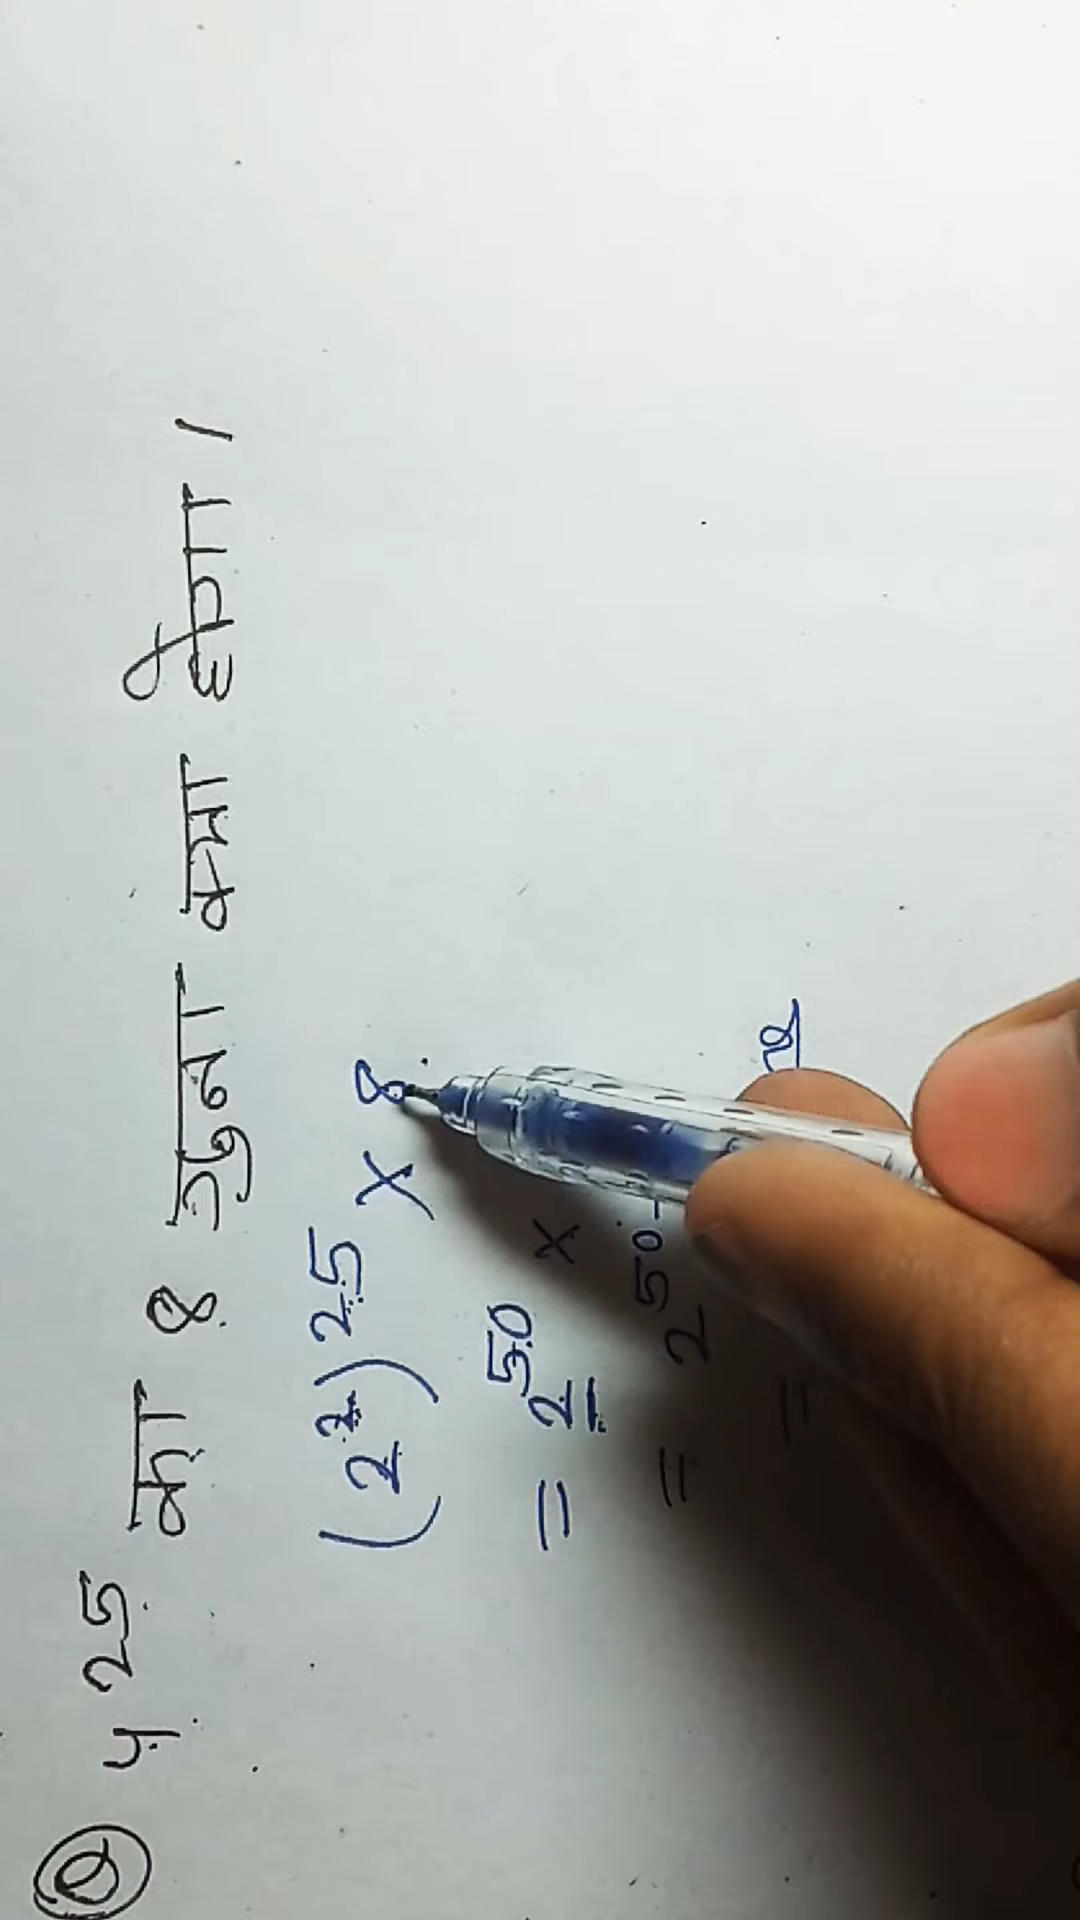 Q 4 25 का 8 गुना क्या होगा ।
(2²)25 × 8
= 2 50 ×
= 2 50
=